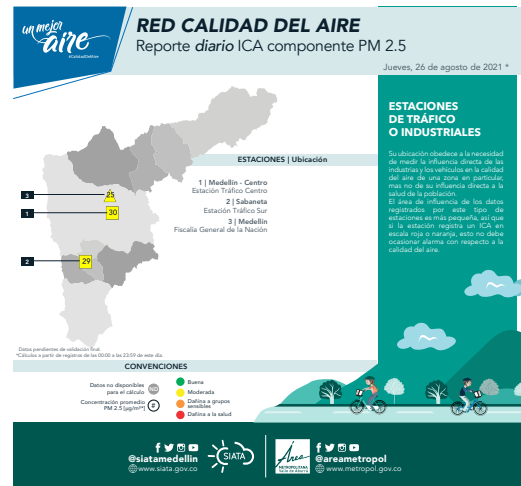 un mejor
aire
#CalidadDelAire
RED CALIDAD DEL AIRE
Reporte diario ICA componente PM 2.5
Jueves, 26 de agosto de 2021 *
ESTACIONES
DE TRÁFICO
O INDUSTRIALES
Su ubicación obedece a la necesidad
de medir la influencia directa de las
industrias y los vehículos en la calidad
del aire de una zona en particular,
mas no de su influencia directa a la
salud de la población.
El área de influencia de los datos
registrados por este tipo de
estaciones es más pequeña, así que
si la estación registra un ICA en
escala roja o naranja, esto no debe
ocasionar alarma con respecto a la
calidad del aire.
ESTACIONES | Ubicación
1 | Medellín - Centro
Estación Tráfico Centro
2 | Sabaneta
Estación Tráfico Sur
3 | Medellín
Fiscalía General de la Nación
3
25
1
30
2
29
Datos pendientes de validación final.
*Cálculos a partir de registros de las 00:00 a las 23:59 de este día.
CONVENCIONES
Datos no disponibles
para el cálculo
ND
Concentración promedio
PM 2.5 [µg/m³]
#
Buena
Moderada
Dañina a grupos
sensibles
Dañina a la salud
@siatamedellin
www.siata.gov.co
SIATA
Área
METROPOLITANA
Valle de Aburrá
@areametropol
www.metropol.gov.co